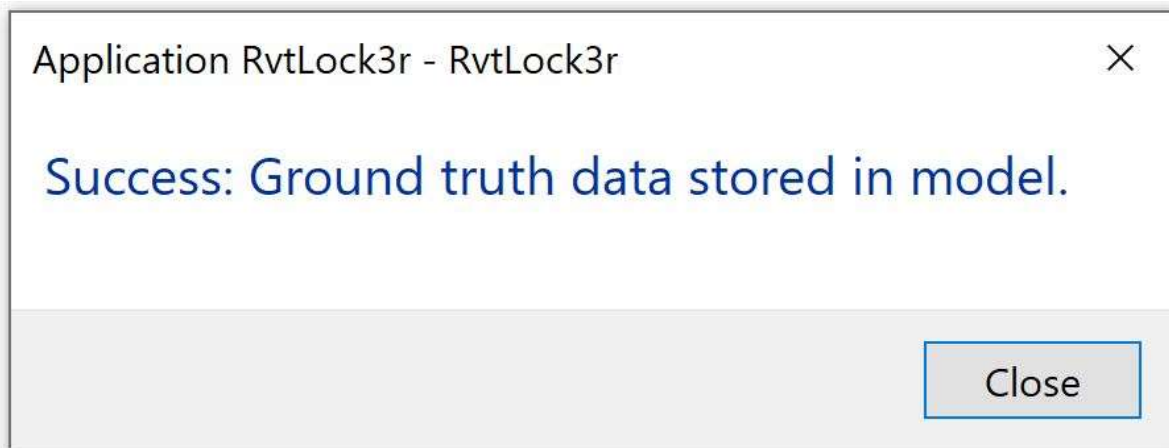 Application RvtLock3r - RvtLock3r
Success: Ground truth data stored in model.
Close